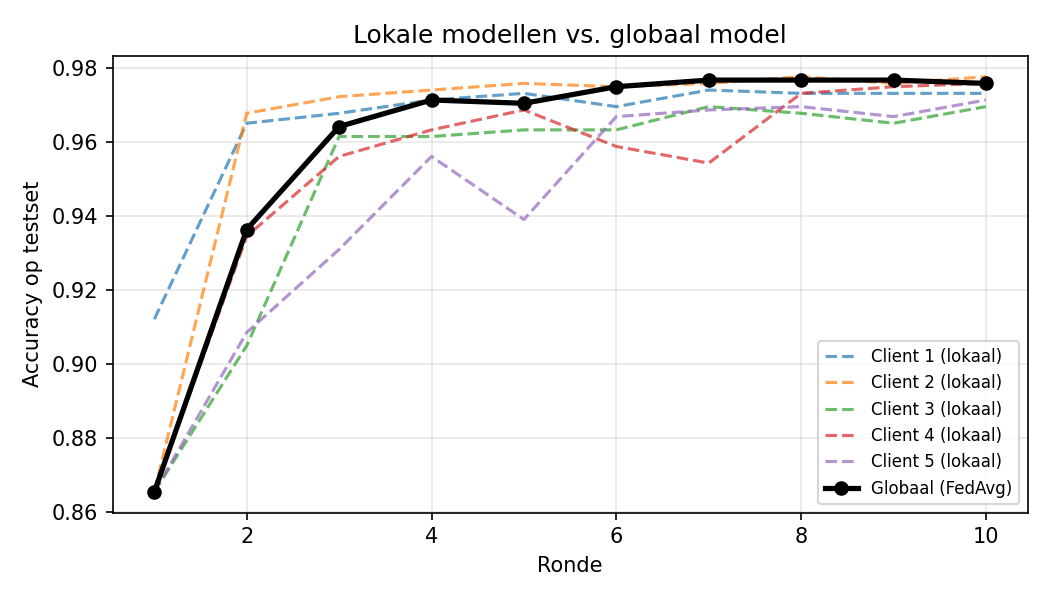 Lokale modellen vs. globaal model
Accuracy op testset
0.98
0.96
0.94
0.92
0.90
0.88
0.86
2
4
6
8
10
Ronde
Client 1 (lokaal)
Client 2 (lokaal)
Client 3 (lokaal)
Client 4 (lokaal)
Client 5 (lokaal)
Globaal (FedAvg)